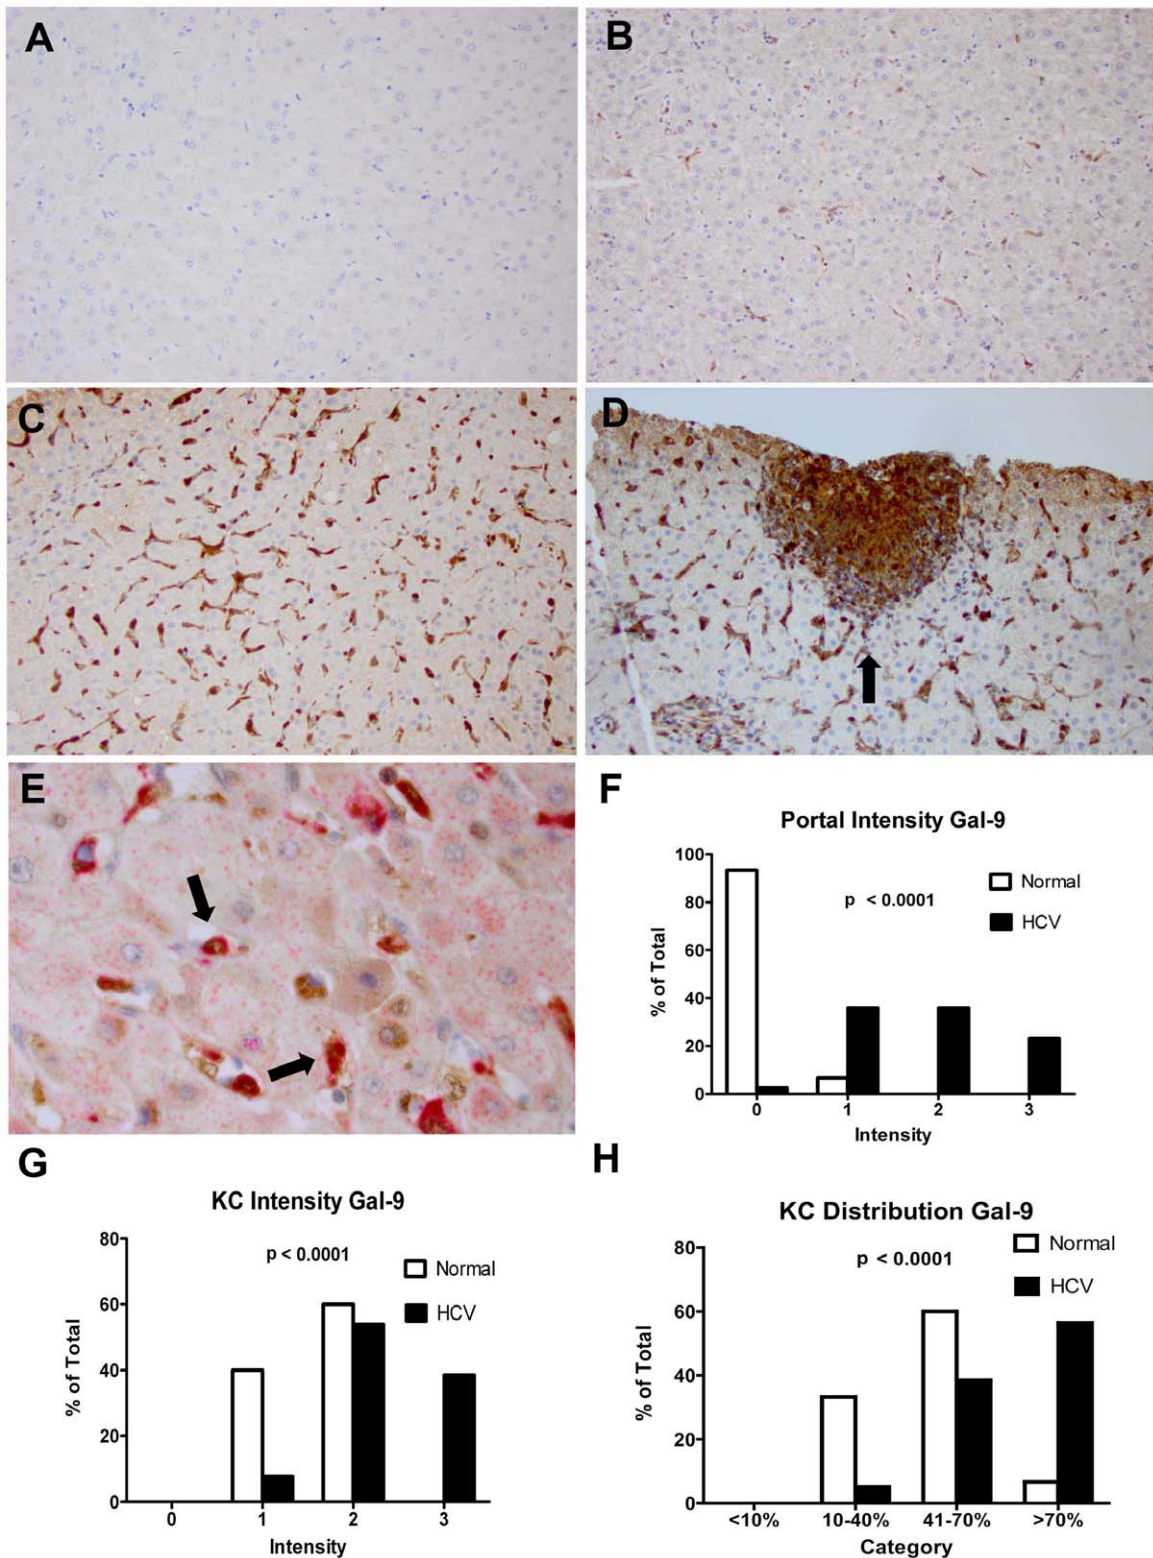 A
B
C
D
E
F
Portal Intensity Gal-9
100
80
60
40
20
0
% of Total
p < 0.0001
Normal
HCV
0 1 2 3
Intensity
G
KC Intensity Gal-9
80
60
40
20
0
% of Total
p < 0.0001
Normal
HCV
0 1 2 3
Intensity
H
KC Distribution Gal-9
80
60
40
20
0
% of Total
p < 0.0001
Normal
HCV
<10% 10-40% 41-70% >70%
Category